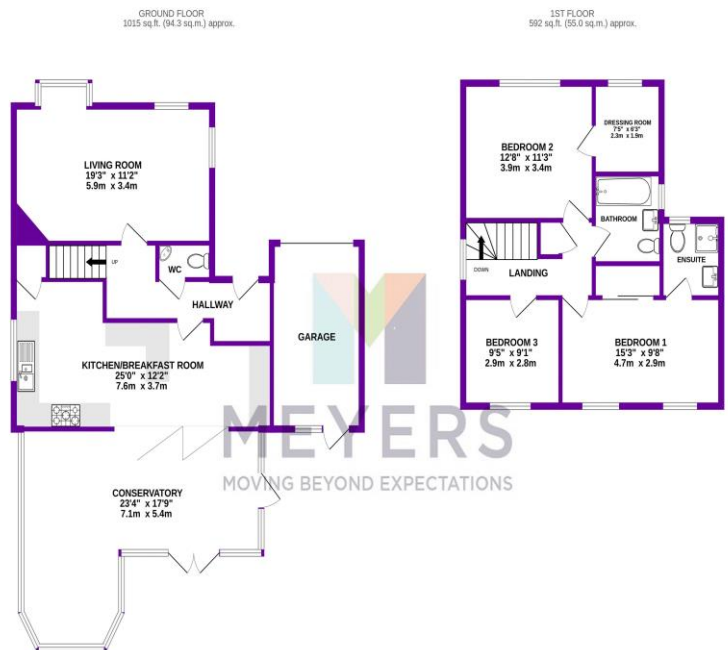 GROUND FLOOR
1015 sq.ft. (94.3 sq.m.) approx.
1ST FLOOR
592 sq.ft. (55.0 sq.m.) approx.
LIVING ROOM
19'3" x 11'2"
5.9m x 3.4m
UP
WC
HALLWAY
GARAGE
KITCHEN/BREAKFAST ROOM
25'0" x 12'2"
7.6m x 3.7m
CONSERVATORY
23'4" x 17'9"
7.1m x 5.4m
BEDROOM 2
12'8" x 11'3"
3.9m x 3.4m
DRESSING ROOM
7'5" x 6'3"
2.3m x 1.9m
BATHROOM
ENSUITE
DOWN
LANDING
BEDROOM 3
9'5" x 9'1"
2.9m x 2.8m
BEDROOM 1
15'3" x 9'8"
4.7m x 2.9m
MEYERS
MOVING BEYOND EXPECTATIONS